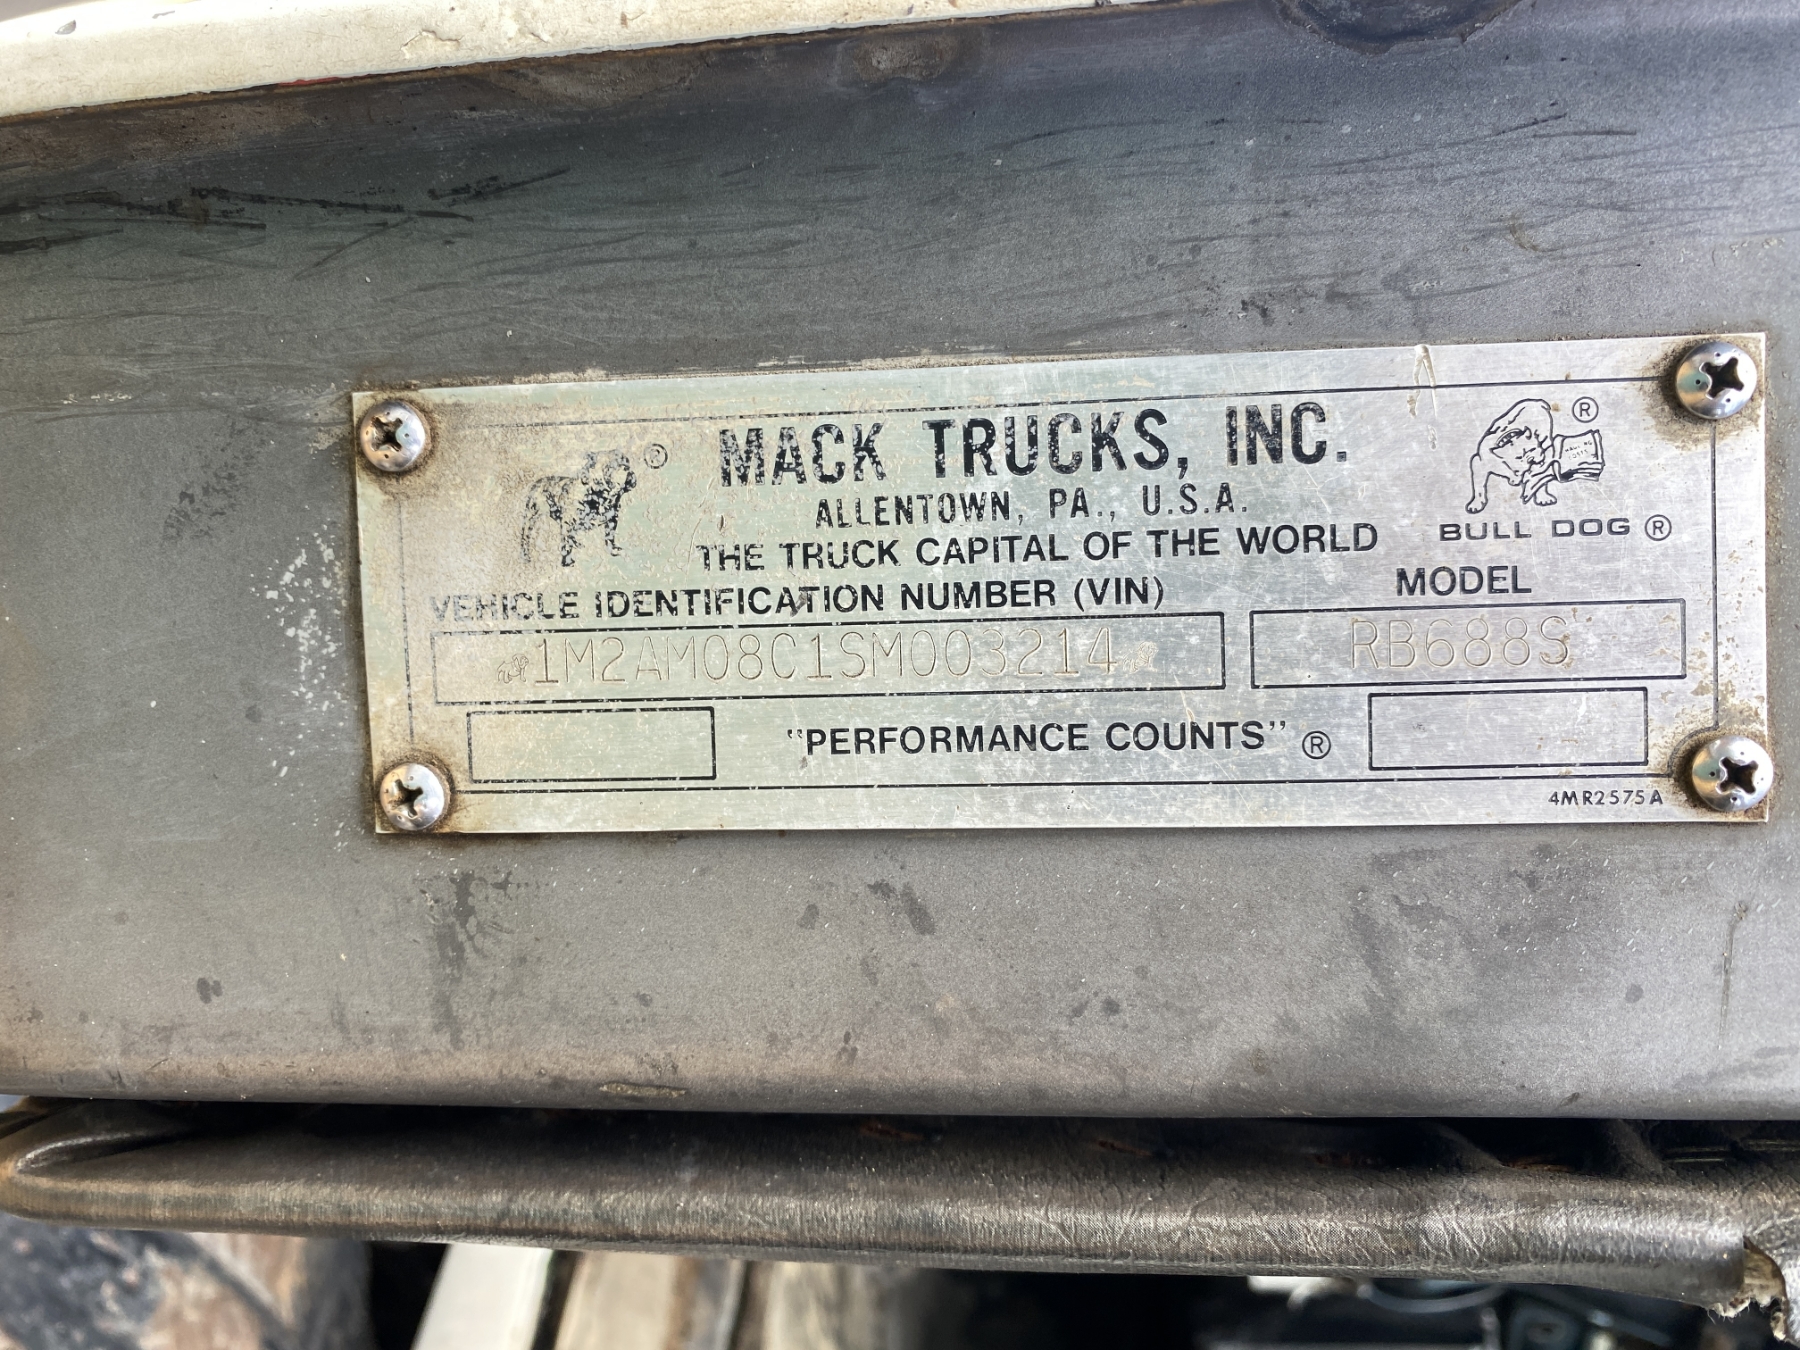 MACK TRUCKS, INC.
ALLENTOWN, PA., U.S.A.
THE TRUCK CAPITAL OF THE WORLD
®
®
BULL DOG ®
VEHICLE IDENTIFICATION NUMBER (VIN)
MODEL
1M2AM08C1SM003214
RB688S
"PERFORMANCE COUNTS" ®
4MR2575A